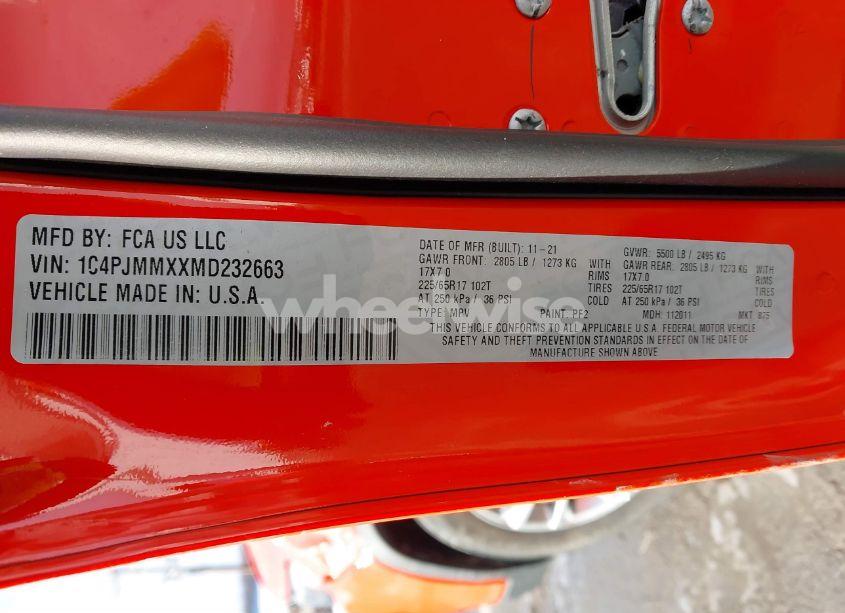 MFD BY: FCA US LLC
VIN: 1C4PJMMXXMD232663
VEHICLE MADE IN: U.S.A.
DATE OF MFR (BUILT): 11-21 GVWR: 5500 LB / 2495 KG
GAWR FRONT: 2805 LB / 1273 KG WITH GAWR REAR: 2805 LB / 1273 KG WITH
17X7.0 RIMS 17X7.0 RIMS
225/65R17 102T TIRES 225/65R17 102T TIRES
AT 250 kPa / 36 PSI COLD AT 250 kPa / 36 PSI COLD
TYPE: MPV PAINT: PF2 MDH: 112011 MKT B75
THIS VEHICLE CONFORMS TO ALL APPLICABLE U.S.A. FEDERAL MOTOR VEHICLE
SAFETY AND THEFT PREVENTION STANDARDS IN EFFECT ON THE DATE OF
MANUFACTURE SHOWN ABOVE
wheelwise